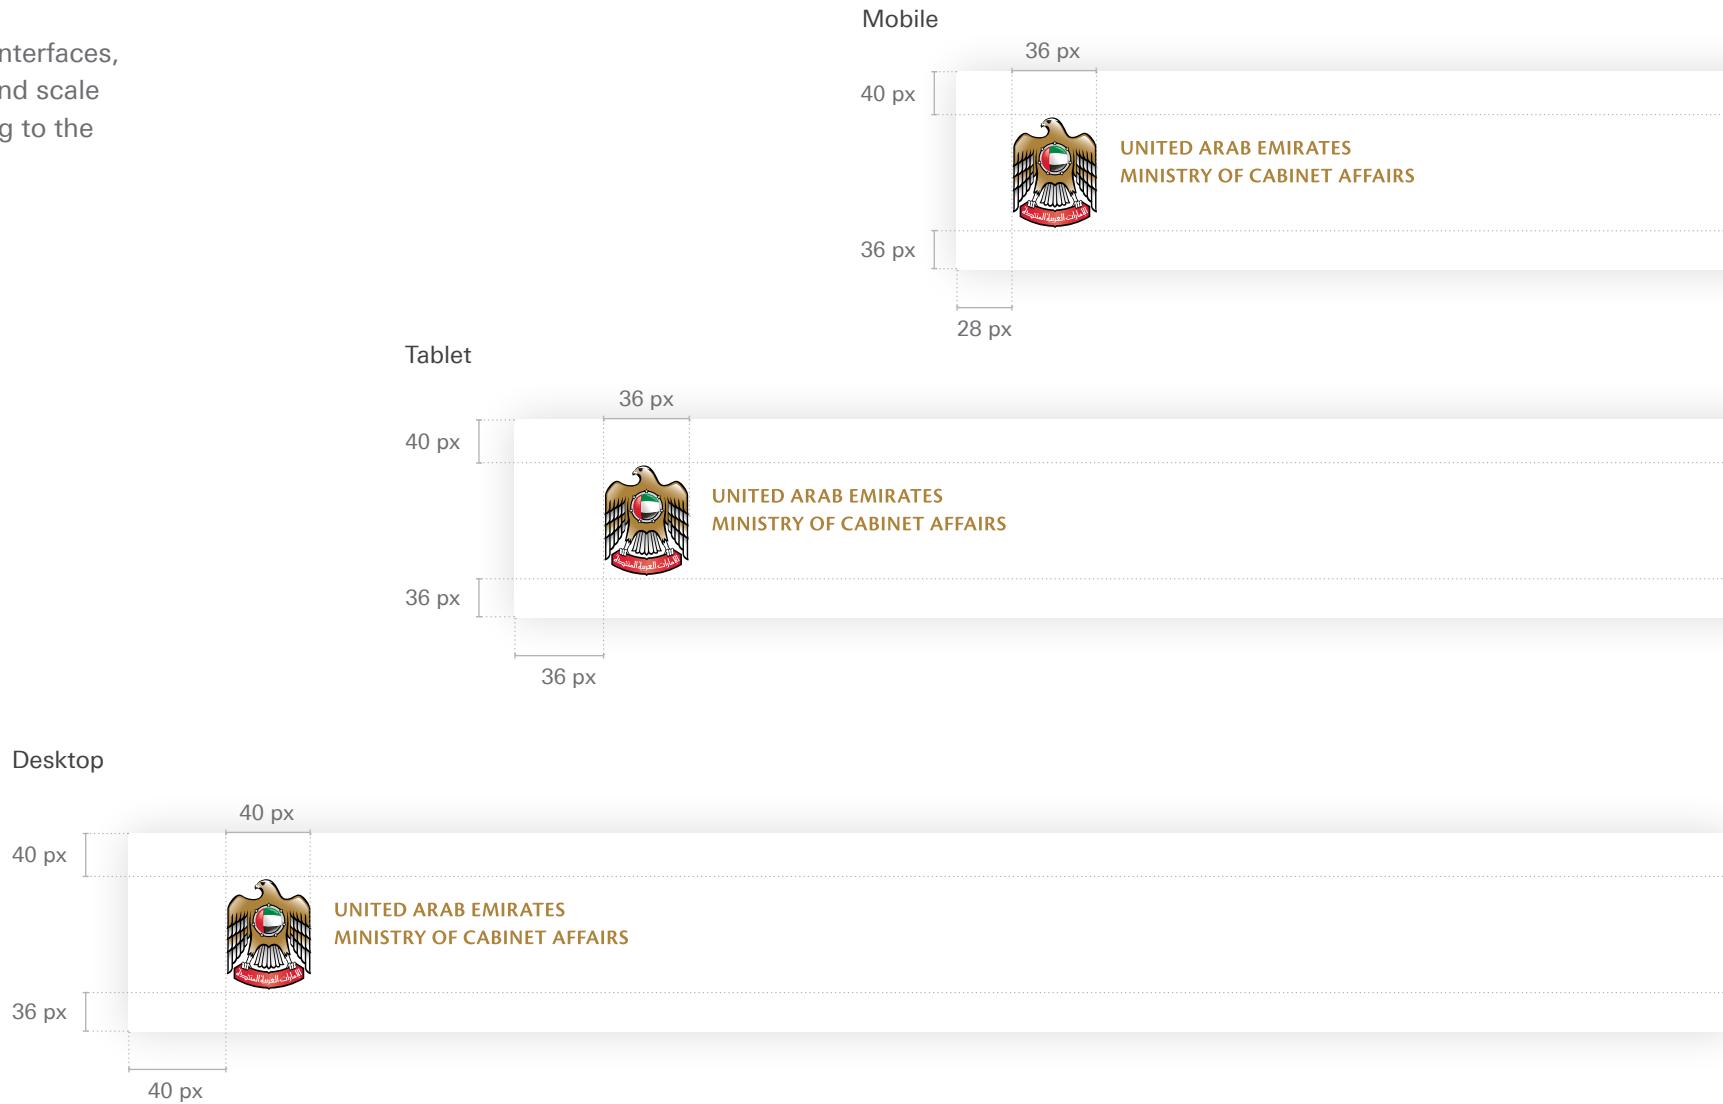 nterfaces,
nd scale
g to the
Mobile
36 px
40 px
UNITED ARAB EMIRATES
MINISTRY OF CABINET AFFAIRS
36 px
28 px
Tablet
36 px
40 px
UNITED ARAB EMIRATES
MINISTRY OF CABINET AFFAIRS
36 px
36 px
Desktop
40 px
40 px
UNITED ARAB EMIRATES
MINISTRY OF CABINET AFFAIRS
36 px
40 px